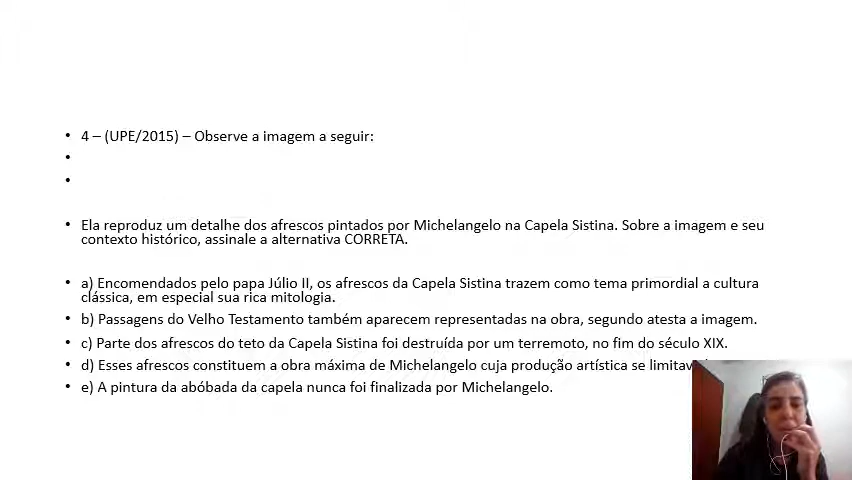 4 – (UPE/2015) – Observe a imagem a seguir:
Ela reproduz um detalhe dos afrescos pintados por Michelangelo na Capela Sistina. Sobre a imagem e seu
contexto histórico, assinale a alternativa CORRETA.
a) Encomendados pelo papa Júlio II, os afrescos da Capela Sistina trazem como tema primordial a cultura
clássica, em especial sua rica mitologia.
b) Passagens do Velho Testamento também aparecem representadas na obra, segundo atesta a imagem.
c) Parte dos afrescos do teto da Capela Sistina foi destruída por um terremoto, no fim do século XIX.
d) Esses afrescos constituem a obra máxima de Michelangelo cuja produção artística se
e) A pintura da abóbada da capela nunca foi finalizada por Michelangelo.